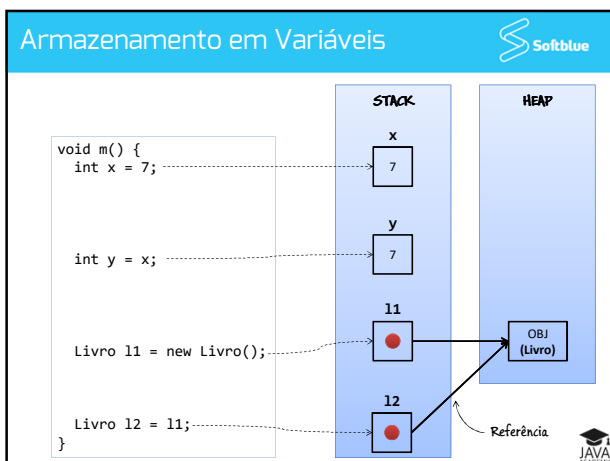 Armazenamento em Variáveis
Softblue
STACK
HEAP
void m() {
int x = 7;
int y = x;
Livro l1 = new Livro();
Livro l2 = l1;
}
x
7
y
7
l1
l2
OBJ
(Livro)
Referência
JAVA